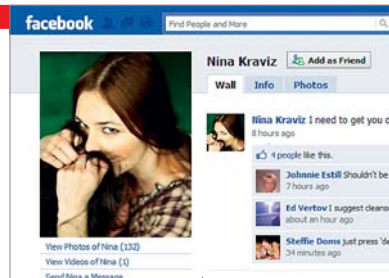 facebook
Find People and More
Nina Kraviz Add as Friend
Wall Info Photos
Nina Kraviz I need to get you o
8 hours ago
4 people like this.
Johnnie Estill Shouldn't be
7 hours ago
Ed Vertov I suggest cleans
about an hour ago
Steffie Doms just press 'de
34 minutes ago
View Photos of Nina (132)
View Videos of Nina (1)
Send Nina a Message